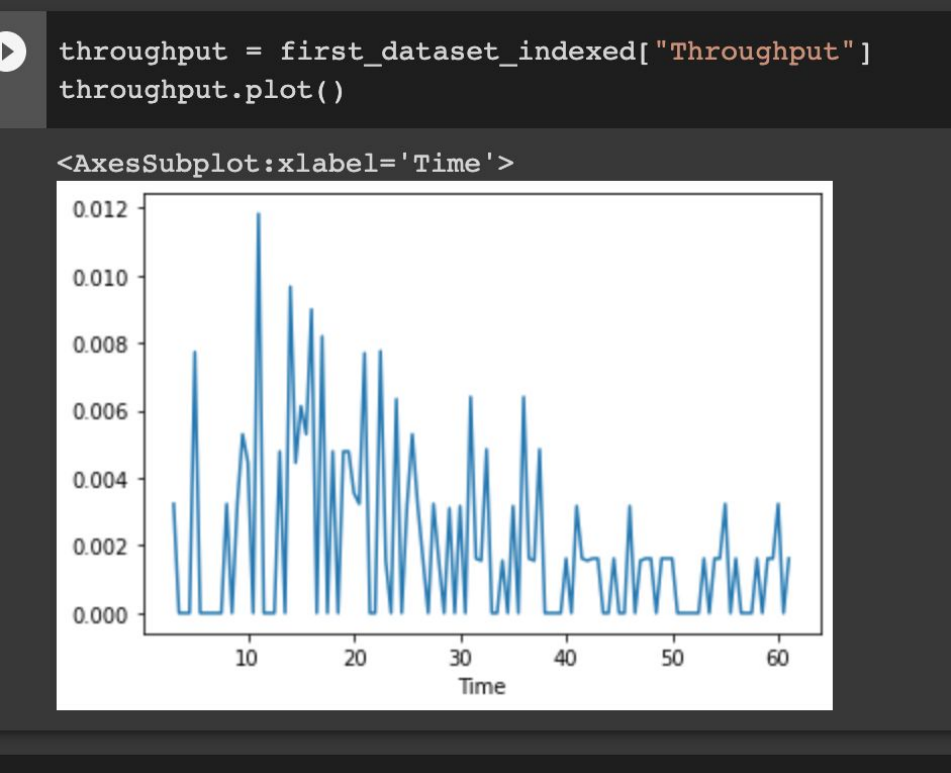 throughput = first_dataset_indexed["Throughput"]
throughput.plot()
<AxesSubplot:xlabel='Time'>
0.012
0.010
0.008
0.006
0.004
0.002
0.000
10 20 30 40 50 60
Time